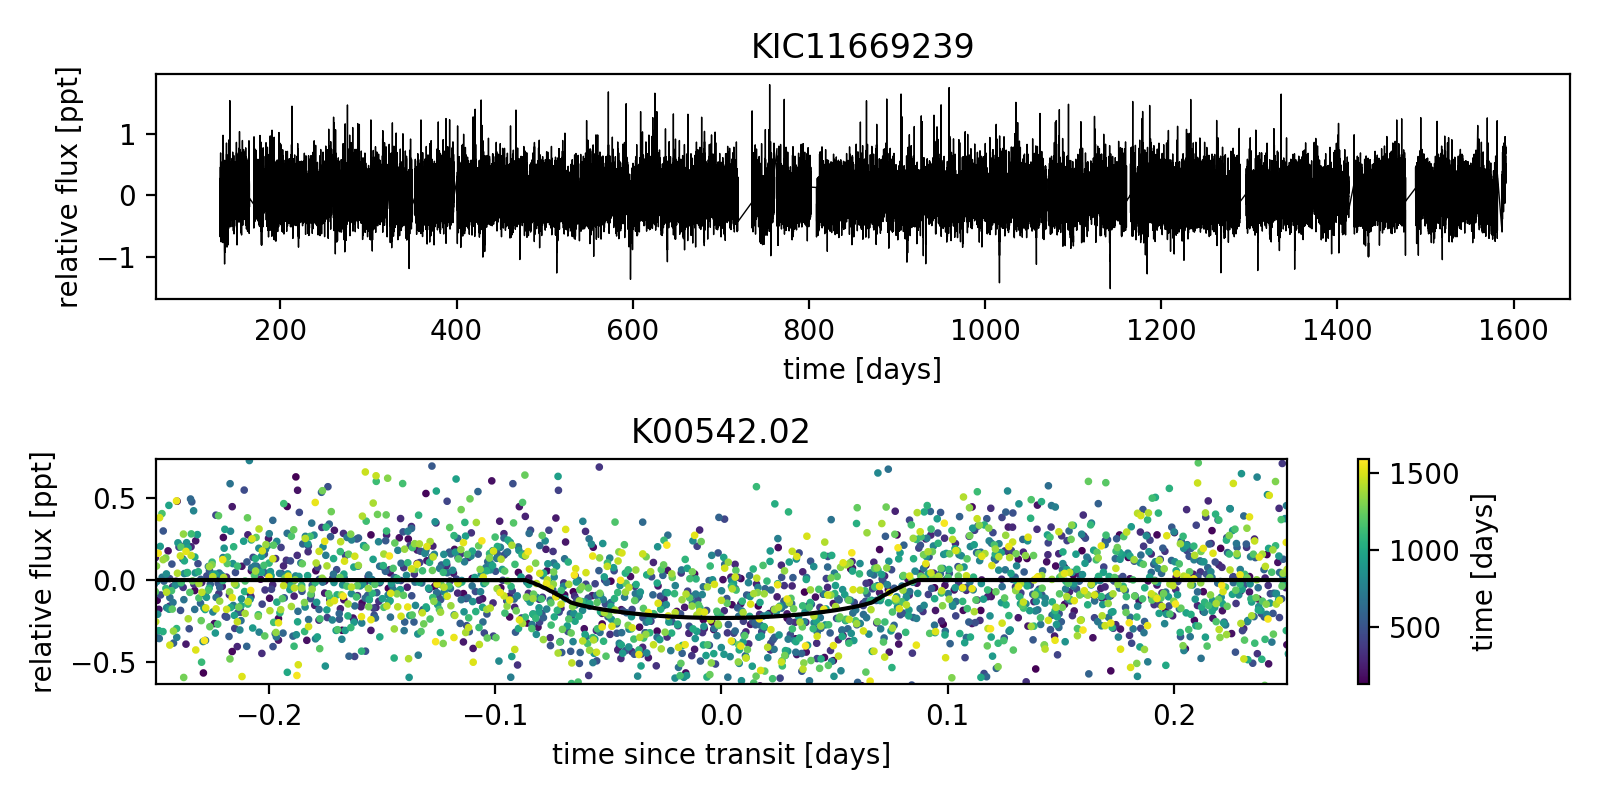 KIC11669239
relative flux [ppt]
1
0
−1
200 400 600 800 1000 1200 1400 1600
time [days]
K00542.02
relative flux [ppt]
0.5
0.0
−0.5
−0.2 −0.1 0.0 0.1 0.2
time since transit [days]
1500
1000
500
time [days]